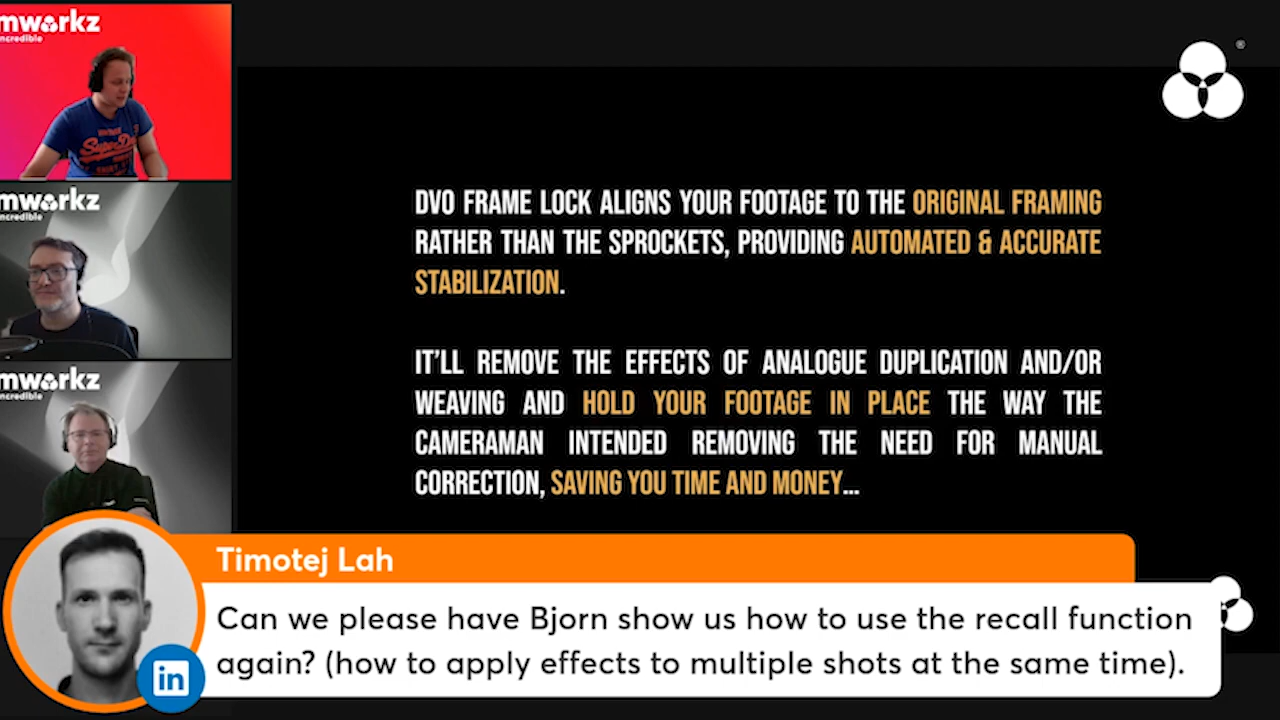 mworkz
ncredible
SuperDry
mworkz
ncredible
mworkz
ncredible
®
DVO FRAME LOCK ALIGNS YOUR FOOTAGE TO THE ORIGINAL FRAMING
RATHER THAN THE SPROCKETS, PROVIDING AUTOMATED & ACCURATE
STABILIZATION.
IT'LL REMOVE THE EFFECTS OF ANALOGUE DUPLICATION AND/OR
WEAVING AND HOLD YOUR FOOTAGE IN PLACE THE WAY THE
CAMERAMAN INTENDED REMOVING THE NEED FOR MANUAL
CORRECTION, SAVING YOU TIME AND MONEY...
Timotej Lah
Can we please have Bjorn show us how to use the recall function
again? (how to apply effects to multiple shots at the same time).
in